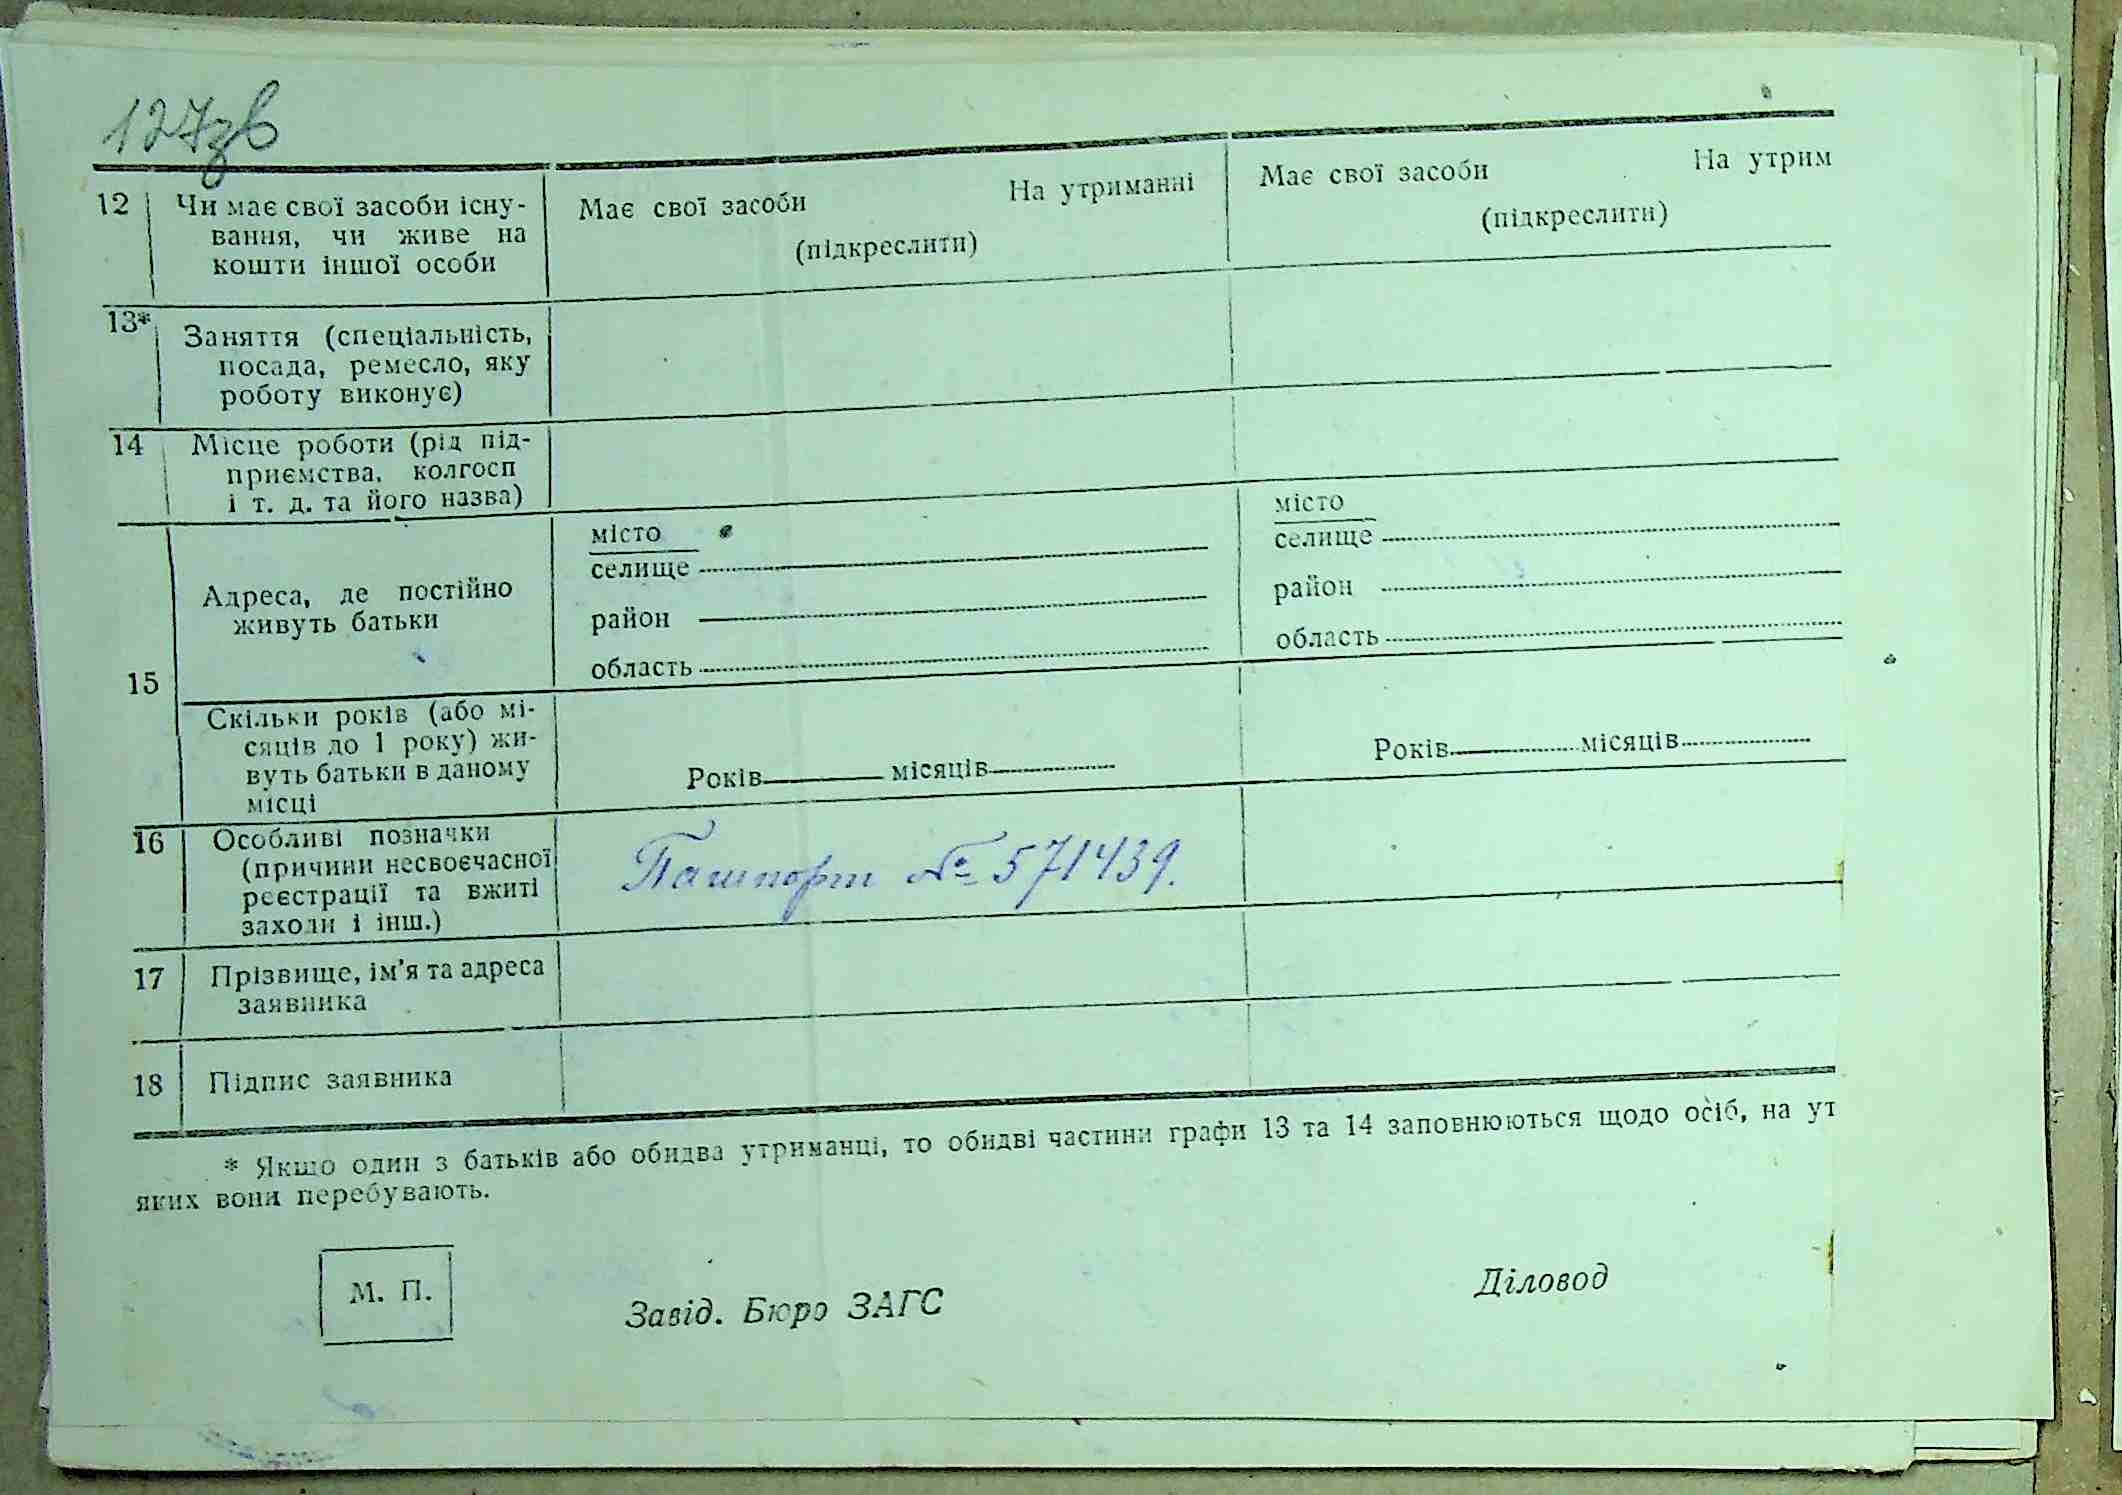 127зв
12 Чи має свої засоби існу- Має свої засоби На утриманні Має свої засоби На утрим
вання, чи живе на (підкреслити) (підкреслити)
кошти іншої особи
13* Заняття (спеціальність,
посада, ремесло, яку
роботу виконує)
14 Місце роботи (рід під-
приємства, колгосп
і т. д. та його назва)
15
Адреса, де постійно
живуть батьки
місто
селище
район
область
місто
селище
район
область
Скільки років (або мі-
сяців до 1 року) жи-
вуть батьки в даному
місці
Років місяців Років місяців
16 Особливі позначки
(причини несвоєчасної
реєстрації та вжиті
заходи і інш.)
Пашпорт № 571439.
17 Прізвище, ім'я та адреса
заявника
18 Підпис заявника
* Якщо один з батьків або обидва утриманці, то обидві частини графи 13 та 14 заповнюються щодо осіб, на ут
яких вони перебувають.
М. П.
Завід. Бюро ЗАГС Діловод